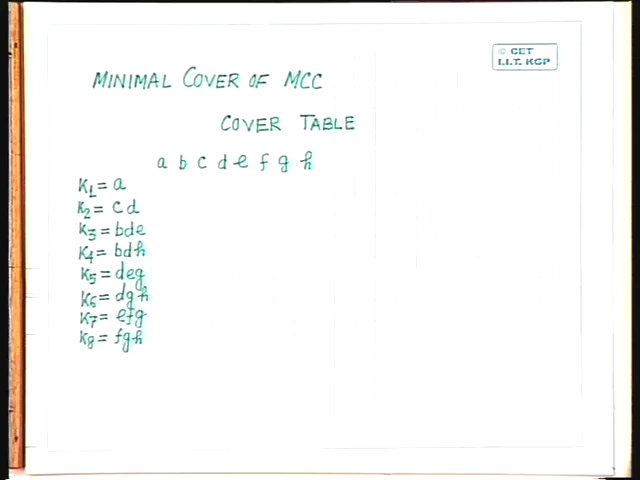 © CET
I.I.T. KGP
MINIMAL COVER OF MCC
COVER TABLE
a b c d e f g h
K1 = a
K2 = cd
K3 = bde
K4 = bdh
K5 = deg
K6 = dgh
K7 = efg
K8 = fgh